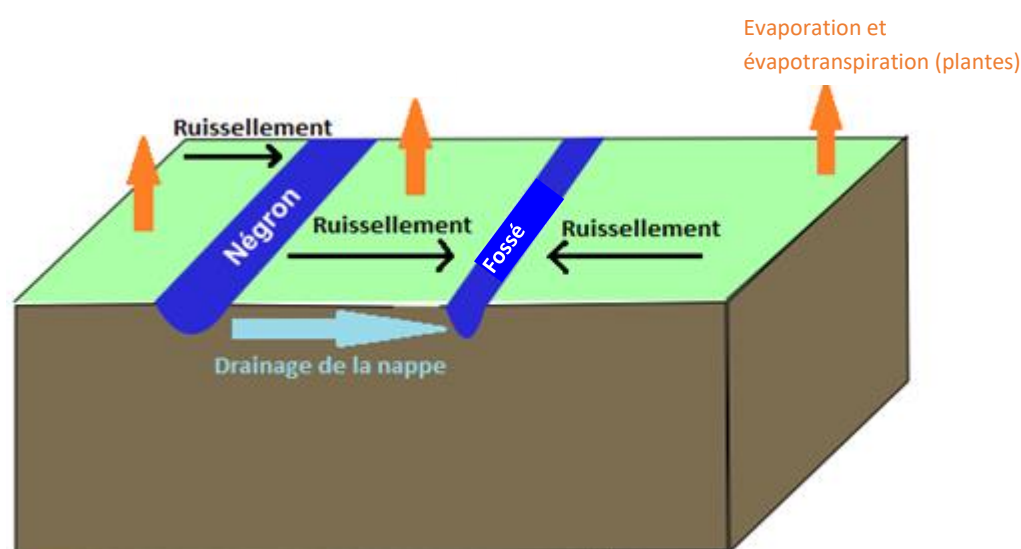 Evaporation et
évapotranspiration (plantes)
Ruissellement
Négron
Ruissellement
Fossé
Ruissellement
Drainage de la nappe